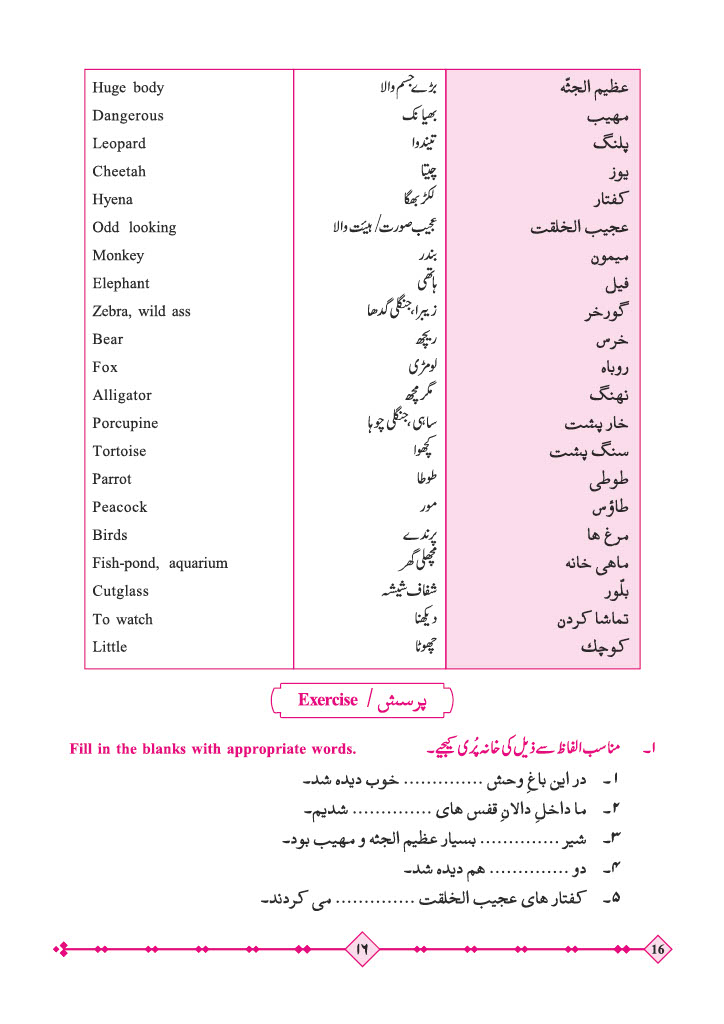 Huge body بڑے جسم والا عظیم الجثّه
Dangerous بھیانک مهیب
Leopard تیندوا پلنگ
Cheetah چیتا یوز
Hyena لکڑ بھگا کفتار
Odd looking عجیب صورت/ ہیئت والا عجیب الخلقت
Monkey بندر میمون
Elephant ہاتھی فیل
Zebra, wild ass زیبرا، جنگلی گدھا گورخر
Bear ریچھ خرس
Fox لومڑی روباه
Alligator مگرمچھ نهنگ
Porcupine ساہی، جنگلی چوہا خار پشت
Tortoise کچھوا سنگ پشت
Parrot طوطا طوطی
Peacock مور طاؤس
Birds پرندے مرغ ها
Fish-pond, aquarium مچھلی گھر ماهی خانه
Cutglass شفاف شیشہ بلّور
To watch دیکھنا تماشا کردن
Little چھوٹا کوچك
Exercise / پرسش
Fill in the blanks with appropriate words. ۱۔ مناسب الفاظ سے ذیل کی خانہ پُری کیجیے۔
۱۔ در این باغِ وحش .............. خوب دیده شد۔
۲۔ ما داخلِ دالانِ قفس های .............. شدیم۔
۳۔ شیر .............. بسیار عظیم الجثه و مهیب بود۔
۴۔ دو .............. هم دیده شد۔
۵۔ کفتار های عجیب الخلقت .............. می کردند۔
۱۶ 16